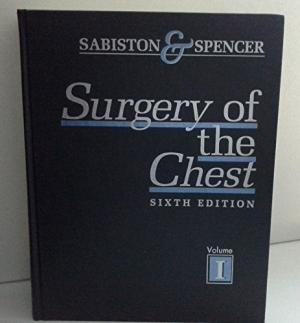 SABISTON & SPENCER
Surgery of
the
Chest
SIXTH EDITION
Volume
I